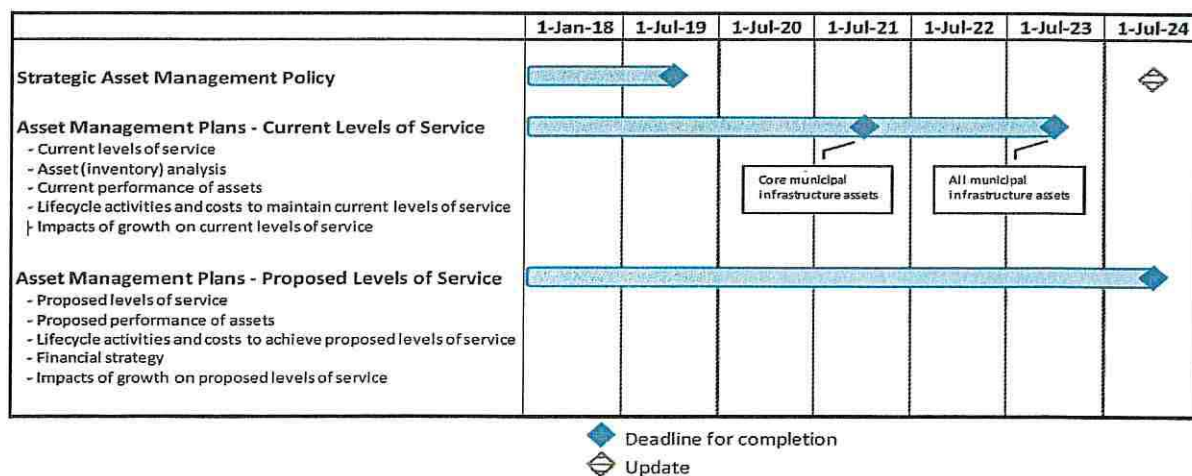 1-Jan-18 1-Jul-19 1-Jul-20 1-Jul-21 1-Jul-22 1-Jul-23 1-Jul-24
Strategic Asset Management Policy
Asset Management Plans - Current Levels of Service
- Current levels of service
- Asset (inventory) analysis
- Current performance of assets
- Lifecycle activities and costs to maintain current levels of service
- Impacts of growth on current levels of service
Core municipal
infrastructure assets
All municipal
infrastructure assets
Asset Management Plans - Proposed Levels of Service
- Proposed levels of service
- Proposed performance of assets
- Lifecycle activities and costs to achieve proposed levels of service
- Financial strategy
- Impacts of growth on proposed levels of service
Deadline for completion
Update